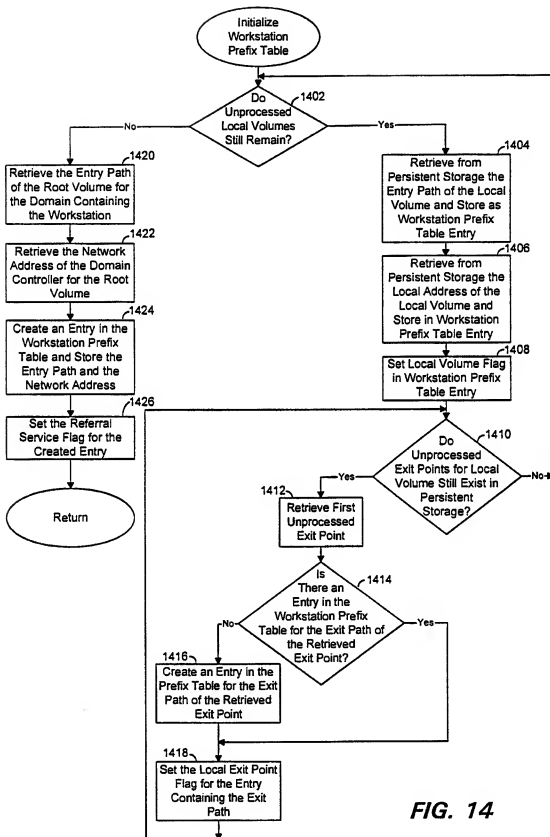 Initialize
Workstation
Prefix Table
1402
Do
Unprocessed
Local Volumes
Still Remain?
No
Yes
1420
Retrieve the Entry Path
of the Root Volume for
the Domain Containing
the Workstation
1422
Retrieve the Network
Address of the Domain
Controller for the Root
Volume
1424
Create an Entry in the
Workstation Prefix
Table and Store the
Entry Path and the
Network Address
1426
Set the Referral
Service Flag for the
Created Entry
Return
1404
Retrieve from
Persistent Storage the
Entry Path of the Local
Volume and Store as
Workstation Prefix
Table Entry
1406
Retrieve from
Persistent Storage the
Local Address of the
Local Volume and
Store in Workstation
Prefix Table Entry
1408
Set Local Volume Flag
in Workstation Prefix
Table Entry
1410
Do
Unprocessed
Exit Points for Local
Volume Still Exist in
Persistent
Storage?
Yes
No
1412
Retrieve First
Unprocessed
Exit Point
1414
Is
There an
Entry in the
Workstation Prefix
Table for the Exit Path of
the Retrieved
Exit Point?
No
Yes
1416
Create an Entry in the
Prefix Table for the Exit
Path of the Retrieved
Exit Point
1418
Set the Local Exit Point
Flag for the Entry
Containing the Exit
Path
FIG. 14